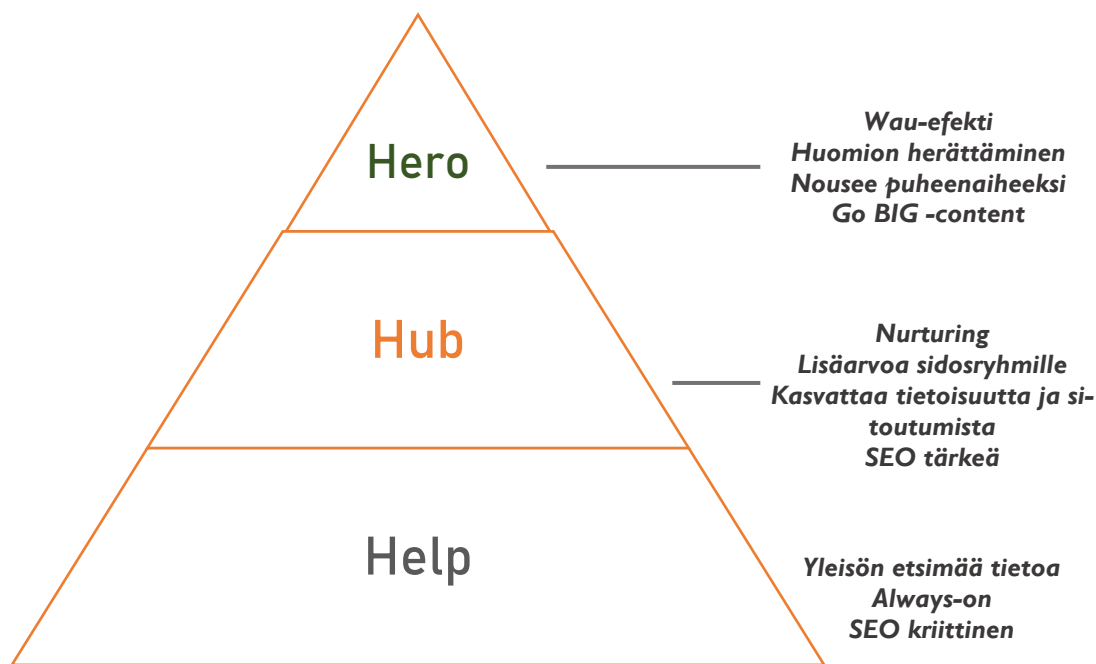 Hero
Wau-efekti
Huomion herättäminen
Nousee puheenaiheeksi
Go BIG -content
Hub
Nurturing
Lisäarvoa sidosryhmille
Kasvattaa tietoisuutta ja si-
toutumista
SEO tärkeä
Help
Yleisön etsimää tietoa
Always-on
SEO kriittinen